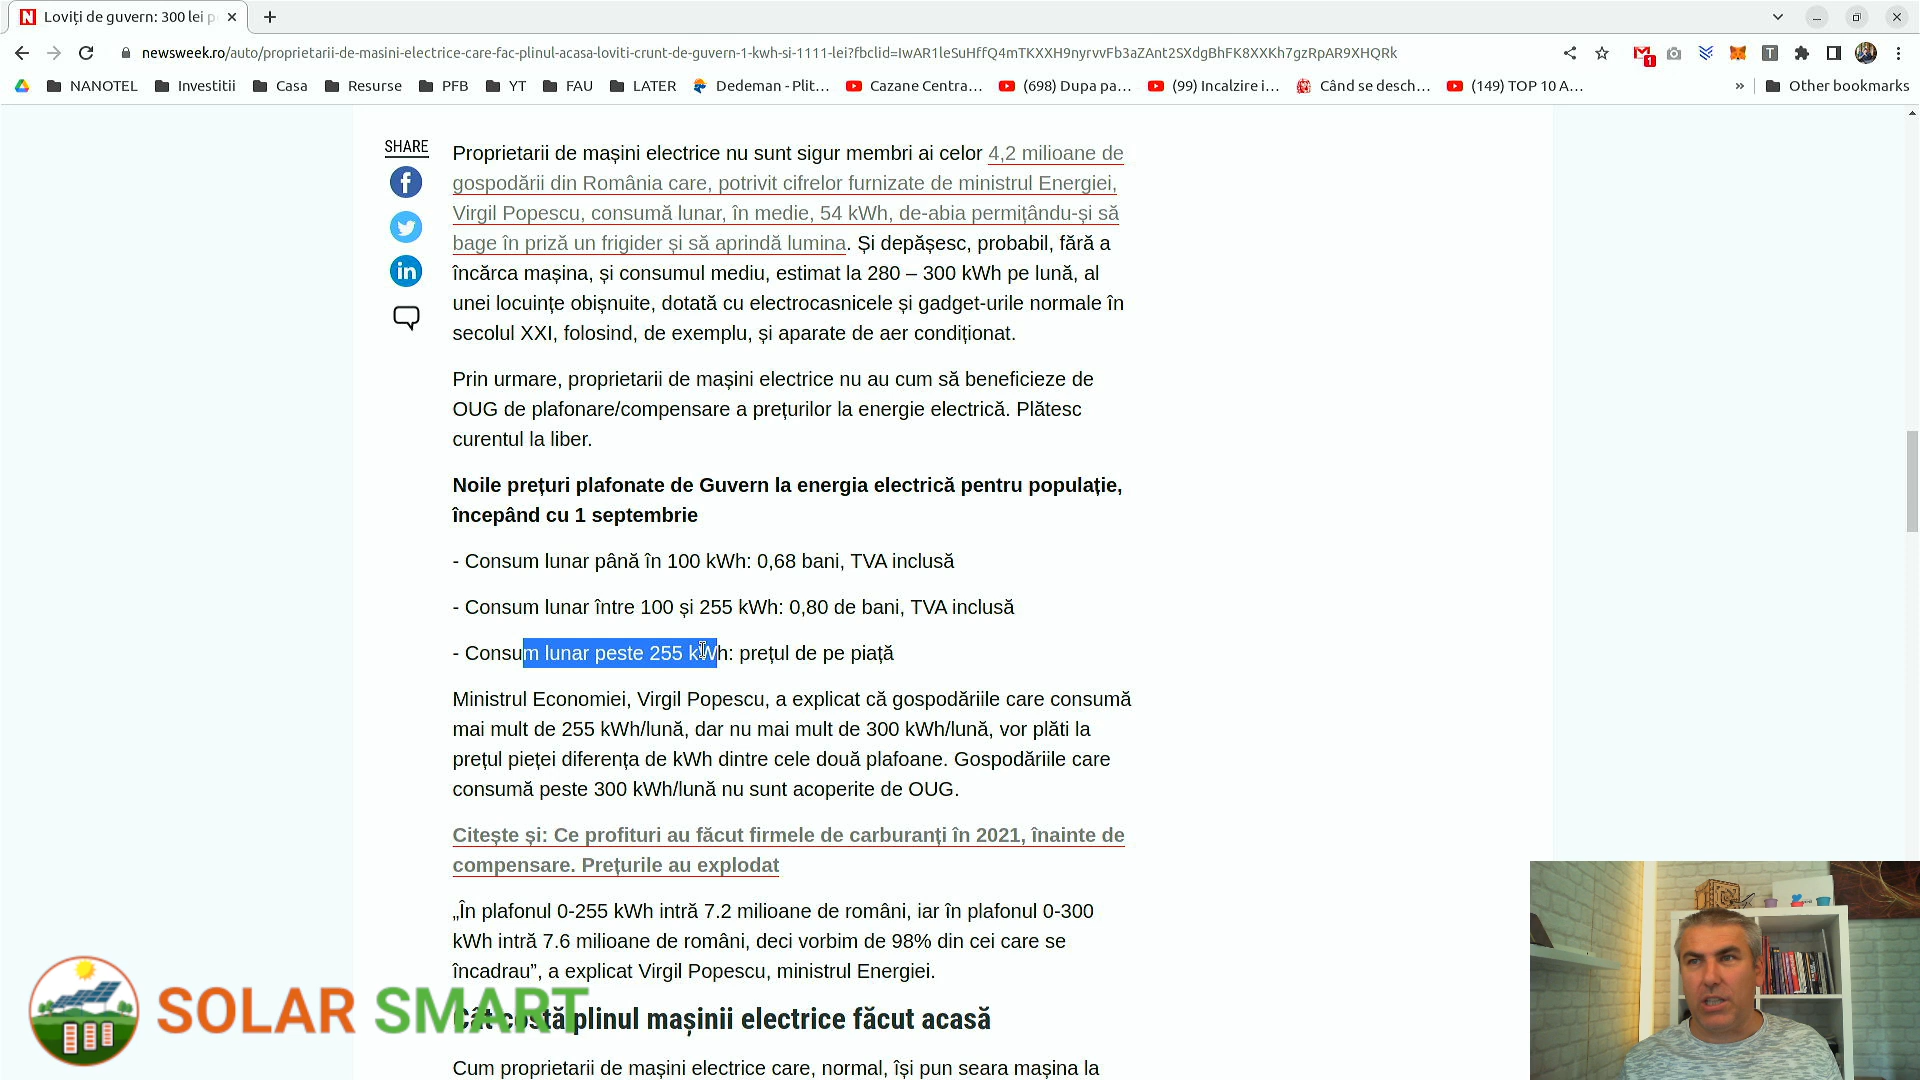 Loviți de guvern: 300 lei p
newsweek.ro/auto/proprietarii-de-masini-electrice-care-fac-plinul-acasa-loviti-crunt-de-guvern-1-kwh-si-1111-lei?fbclid=IwAR1leSuHffQ4mTKXXH9nyrvvFb3aZAnt2SXdgBhFK8XXKh7gzRpAR9XHQRk
1
T
NANOTEL Investitii Casa Resurse PFB YT FAU LATER Dedeman - Plit… Cazane Centra… (698) Dupa pa… (99) Incalzire i… Când se desch… (149) TOP 10 A… » Other bookmarks
SHARE
Proprietarii de mașini electrice nu sunt sigur membri ai celor 4,2 milioane de
gospodării din România care, potrivit cifrelor furnizate de ministrul Energiei,
Virgil Popescu, consumă lunar, în medie, 54 kWh, de-abia permițându-și să
bage în priză un frigider și să aprindă lumina. Și depășesc, probabil, fără a
încărca mașina, și consumul mediu, estimat la 280 – 300 kWh pe lună, al
unei locuințe obișnuite, dotată cu electrocasnicele și gadget-urile normale în
secolul XXI, folosind, de exemplu, și aparate de aer condiționat.
Prin urmare, proprietarii de mașini electrice nu au cum să beneficieze de
OUG de plafonare/compensare a prețurilor la energie electrică. Plătesc
curentul la liber.
Noile prețuri plafonate de Guvern la energia electrică pentru populație,
începând cu 1 septembrie
- Consum lunar până în 100 kWh: 0,68 bani, TVA inclusă
- Consum lunar între 100 și 255 kWh: 0,80 de bani, TVA inclusă
- Consum lunar peste 255 kWh: prețul de pe piață
Ministrul Economiei, Virgil Popescu, a explicat că gospodăriile care consumă
mai mult de 255 kWh/lună, dar nu mai mult de 300 kWh/lună, vor plăti la
prețul pieței diferența de kWh dintre cele două plafoane. Gospodăriile care
consumă peste 300 kWh/lună nu sunt acoperite de OUG.
Citește și: Ce profituri au făcut firmele de carburanți în 2021, înainte de
compensare. Prețurile au explodat
„În plafonul 0-255 kWh intră 7.2 milioane de români, iar în plafonul 0-300
kWh intră 7.6 milioane de români, deci vorbim de 98% din cei care se
încadrau”, a explicat Virgil Popescu, ministrul Energiei.
SOLAR SMART
Cât costă plinul mașinii electrice făcut acasă
Cum proprietarii de mașini electrice care, normal, își pun seara mașina la